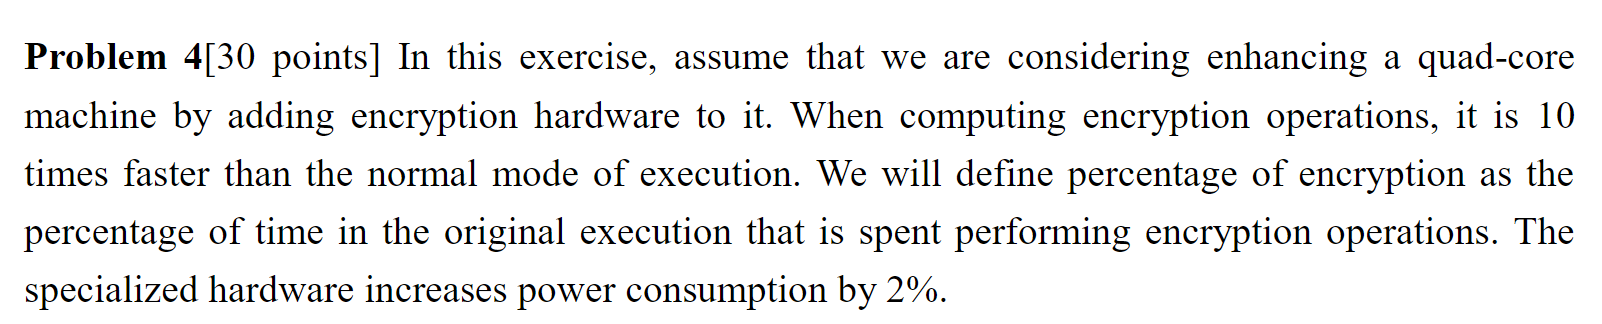 Problem 4[30 points] In this exercise, assume that we are considering enhancing a quad-core
machine by adding encryption hardware to it. When computing encryption operations, it is 10
times faster than the normal mode of execution. We will define percentage of encryption as the
percentage of time in the original execution that is spent performing encryption operations. The
specialized hardware increases power consumption by 2%.